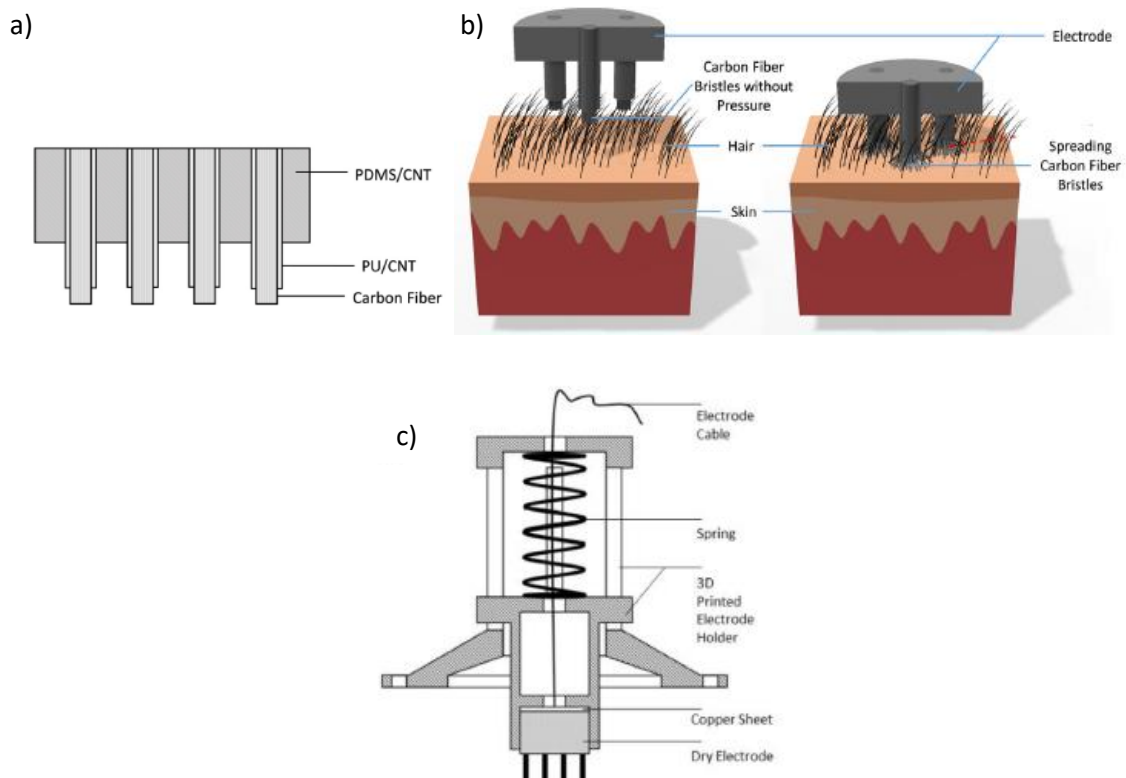 a)
PDMS/CNT
PU/CNT
Carbon Fiber
b)
Electrode
Carbon Fiber
Bristles without
Pressure
Hair
Spreading
Carbon Fiber
Bristles
Skin
c)
Electrode
Cable
Spring
3D
Printed
Electrode
Holder
Copper Sheet
Dry Electrode